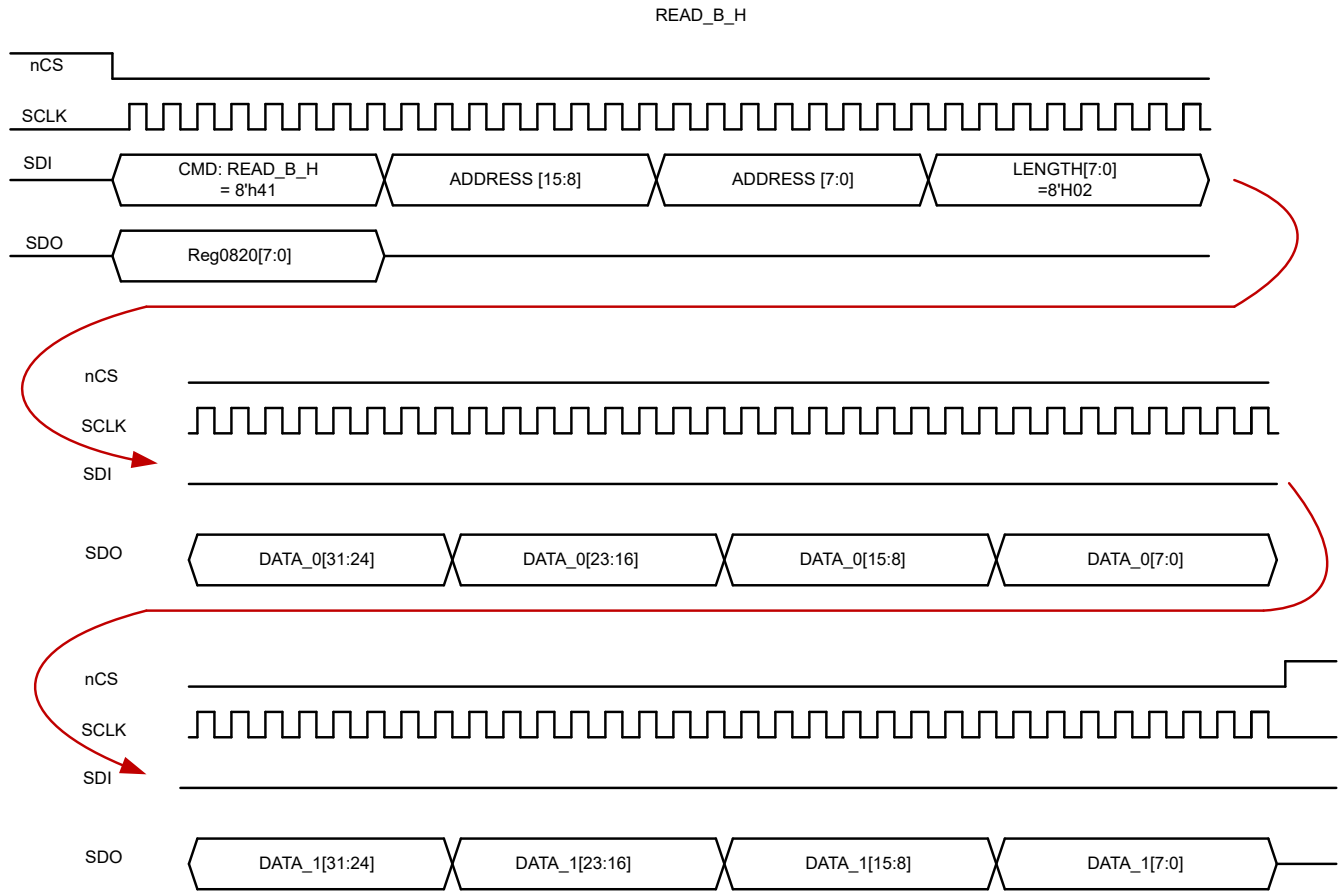 READ_B_H
nCS
SCLK
SDI
CMD: READ_B_H
= 8'h41
ADDRESS [15:8]
ADDRESS [7:0]
LENGTH[7:0]
=8'H02
SDO
Reg0820[7:0]
nCS
SCLK
SDI
SDO
DATA_0[31:24]
DATA_0[23:16]
DATA_0[15:8]
DATA_0[7:0]
nCS
SCLK
SDI
SDO
DATA_1[31:24]
DATA_1[23:16]
DATA_1[15:8]
DATA_1[7:0]